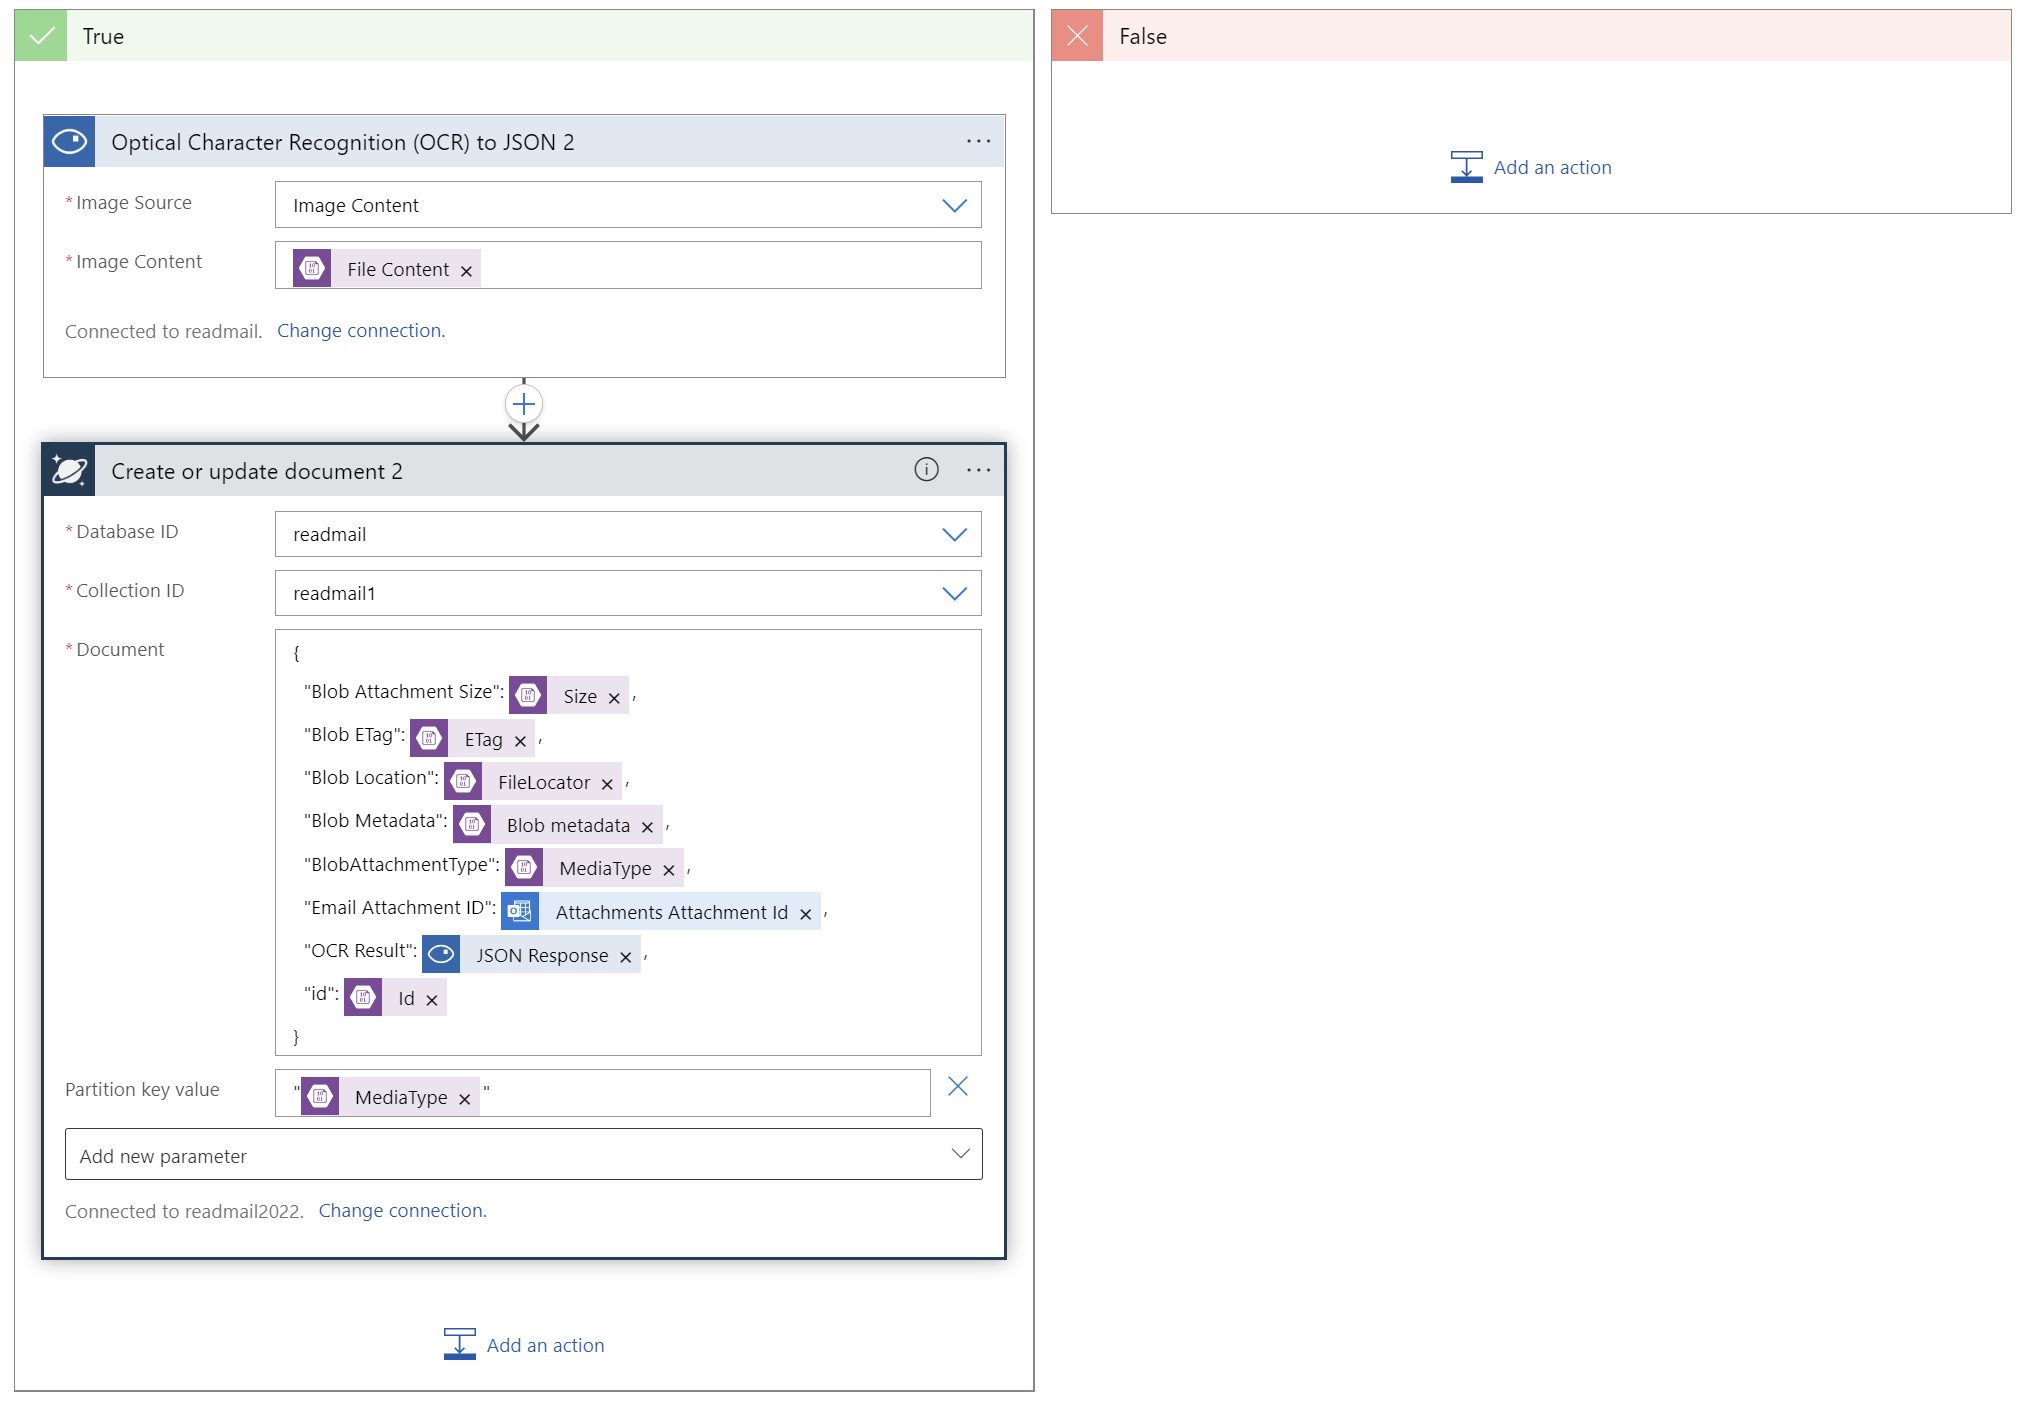 True
Optical Character Recognition (OCR) to JSON 2 ...
* Image Source Image Content
* Image Content File Content ×
Connected to readmail. Change connection.
Create or update document 2 ...
* Database ID readmail
* Collection ID readmail1
* Document {
"Blob Attachment Size": Size × ,
"Blob ETag": ETag × ,
"Blob Location": FileLocator × ,
"Blob Metadata": Blob metadata × ,
"BlobAttachmentType": MediaType × ,
"Email Attachment ID": Attachments Attachment Id × ,
"OCR Result": JSON Response × ,
"id": Id ×
}
Partition key value "MediaType × "
Add new parameter
Connected to readmail2022. Change connection.
Add an action
False
Add an action